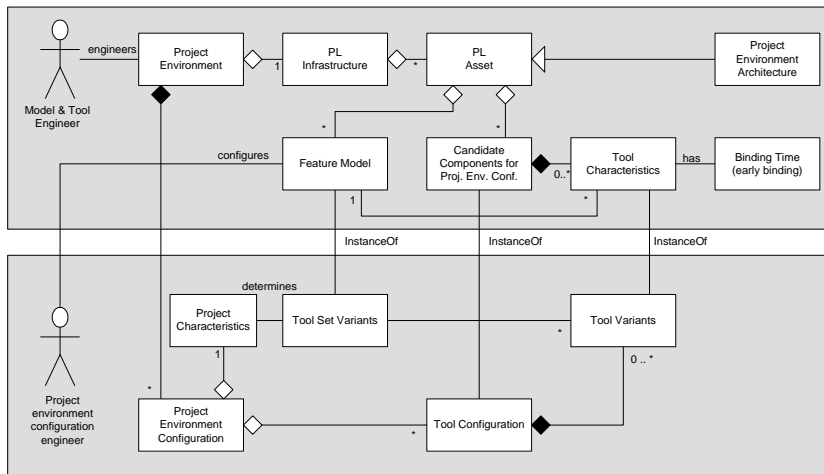 engineers
Project
Environment
1
PL
Infrastructure
*
PL
Asset
Project
Environment
Architecture
Model & Tool
Engineer
*
*
configures
Feature Model
Candidate
Components for
Proj. Env. Conf.
0..*
Tool
Characteristics
has
Binding Time
(early binding)
1
*
InstanceOf
InstanceOf
InstanceOf
determines
Project
Characteristics
Tool Set Variants
*
Tool Variants
1
0 .. *
Project
environment
configuration
engineer
*
Project
Environment
Configuration
*
Tool Configuration